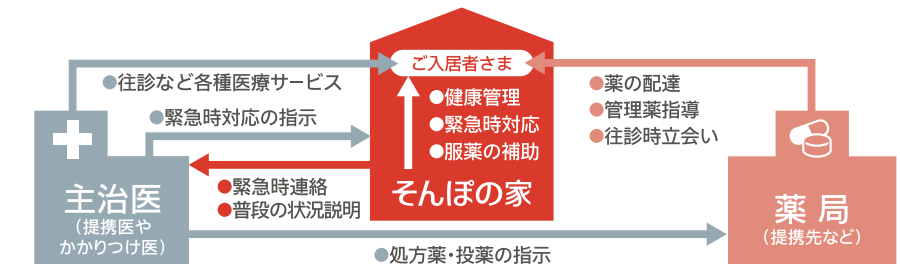 ご入居者さま
●往診など各種医療サービス
●緊急時対応の指示
●健康管理
●緊急時対応
●服薬の補助
そんぽの家
●薬の配達
●管理薬指導
●往診時立会い
主治医
(提携医や
かかりつけ医)
●緊急時連絡
●普段の状況説明
薬局
(提携先など)
●処方薬・投薬の指示